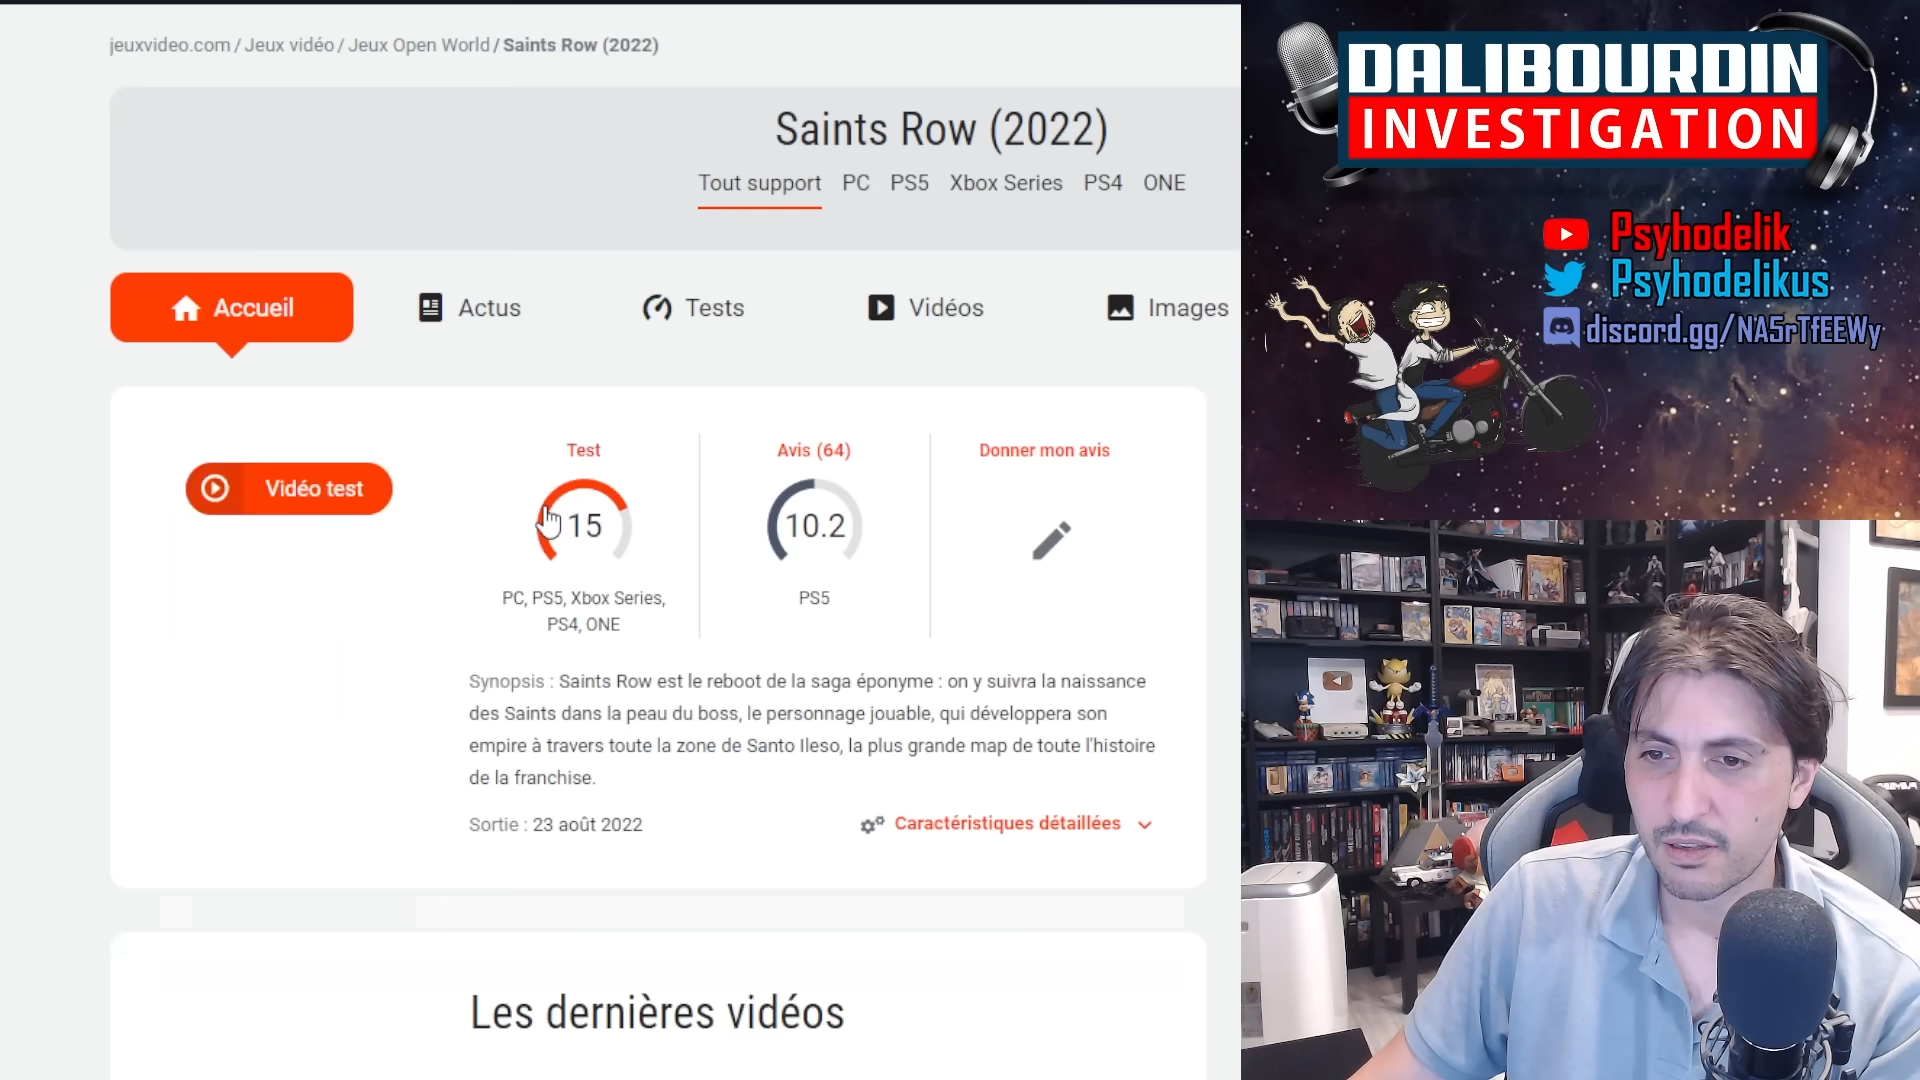 jeuxvideo.com / Jeux vidéo / Jeux Open World / Saints Row (2022)
Saints Row (2022)
Tout support PC PS5 Xbox Series PS4 ONE
Accueil Actus Tests Vidéos Images
Vidéo test
Test
15
PC, PS5, Xbox Series,
PS4, ONE
Avis (64)
10.2
PS5
Donner mon avis
Synopsis : Saints Row est le reboot de la saga éponyme : on y suivra la naissance
des Saints dans la peau du boss, le personnage jouable, qui développera son
empire à travers toute la zone de Santo Ileso, la plus grande map de toute l'histoire
de la franchise.
Sortie : 23 août 2022
Caractéristiques détaillées
Les dernières vidéos
DALIBOURDIN
INVESTIGATION
Psyhodelik
Psyhodelikus
discord.gg/NA5rTfEEWy